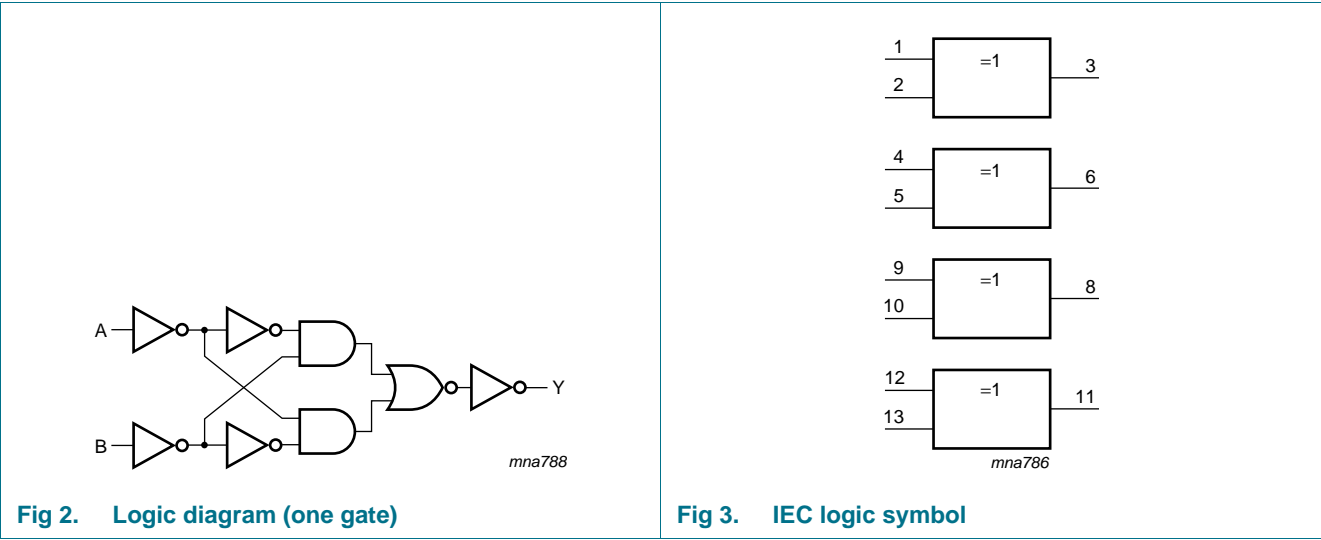 A
B
Y
mna788
Fig 2. Logic diagram (one gate)
1
2
=1
3
4
5
=1
6
9
10
=1
8
12
13
=1
11
mna786
Fig 3. IEC logic symbol